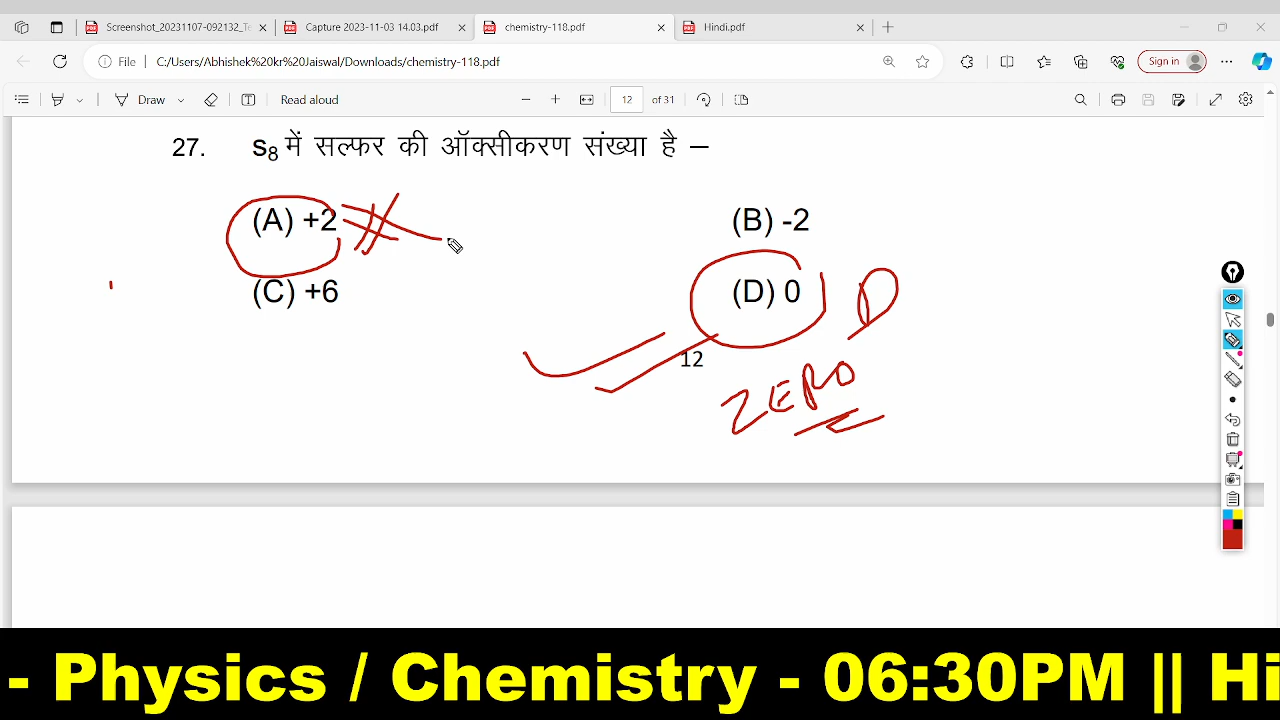 Screenshot_20231107-092132_Te
Capture 2023-11-03 14.03.pdf
chemistry-118.pdf
Hindi.pdf
File
C:/Users/Abhishek%20kr%20Jaiswal/Downloads/chemistry-118.pdf
Sign in
Draw
Read aloud
12 of 31
27. S8 में सल्फर की ऑक्सीकरण संख्या है –
(A) +2 (B) -2
(C) +6 (D) 0 D
12
ZERO
- Physics / Chemistry - 06:30PM || Hi